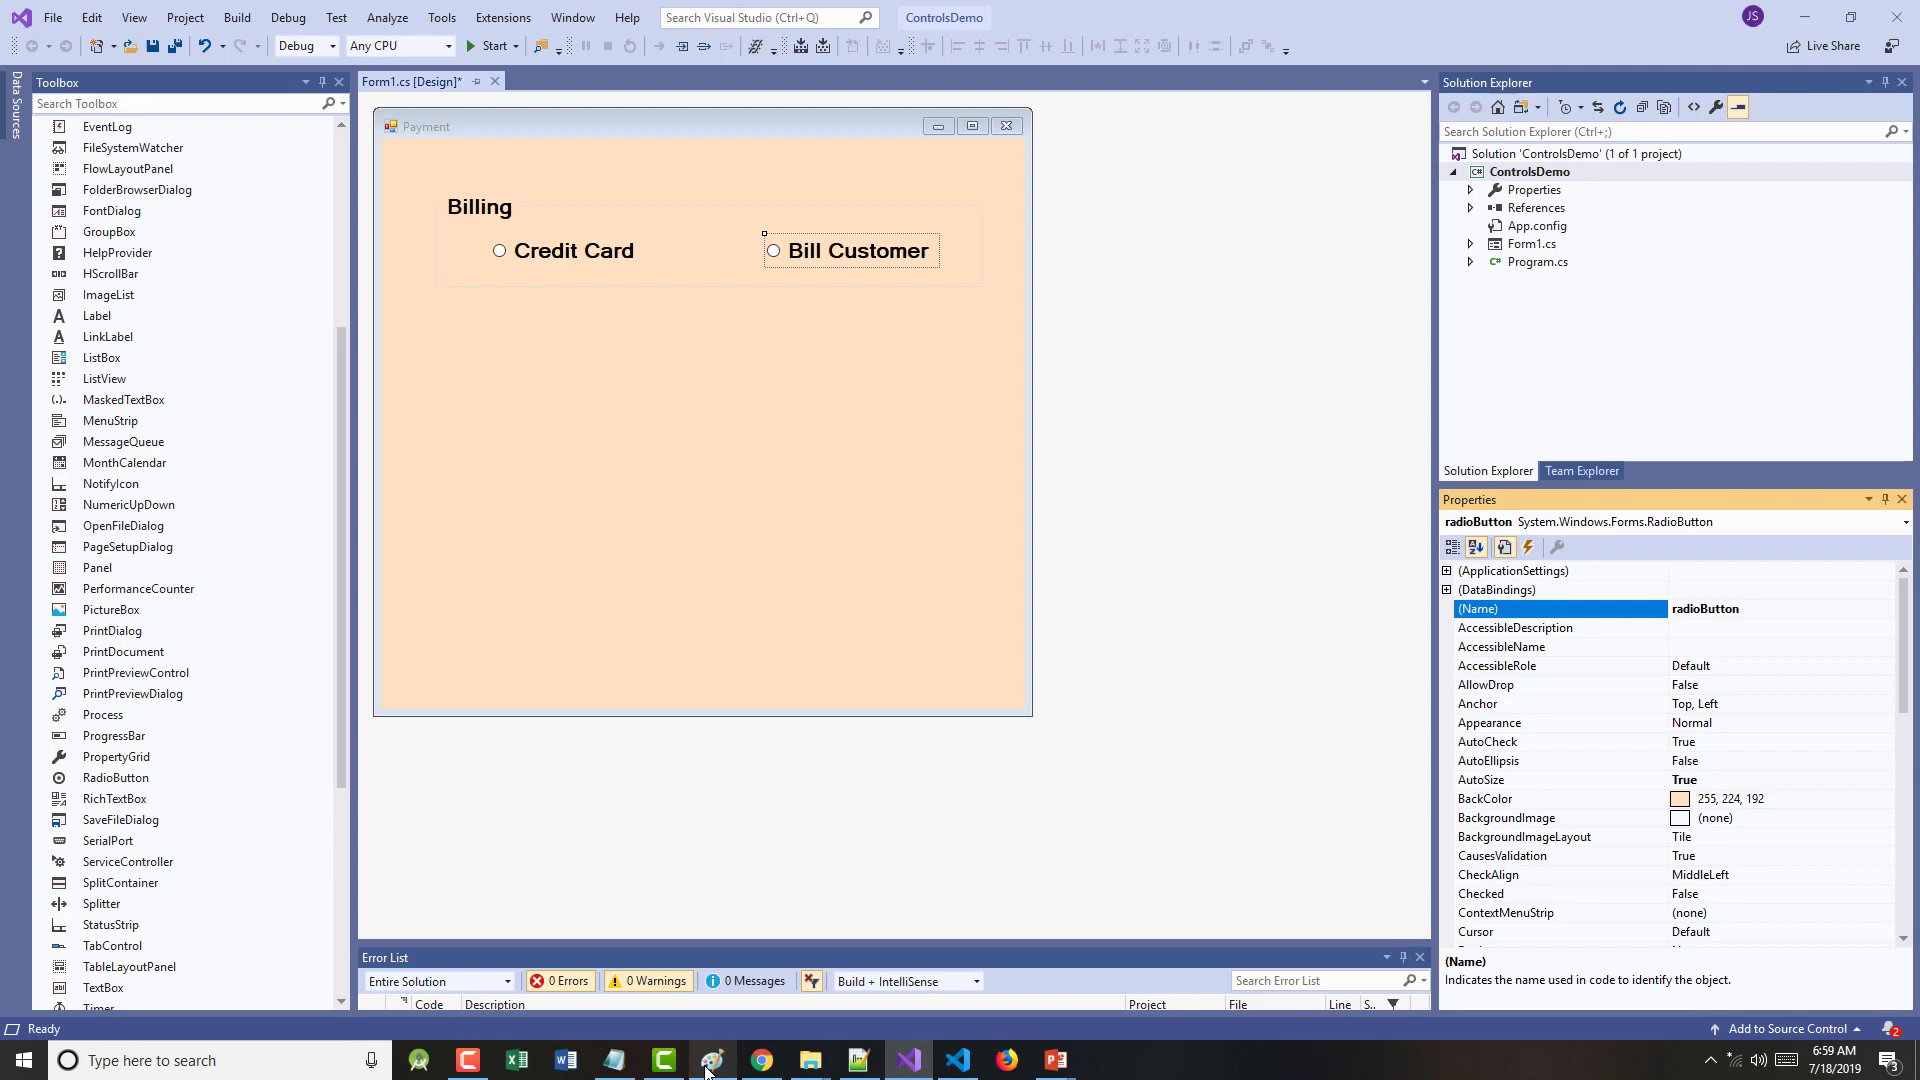 File Edit View Project Build Debug Test Analyze Tools Extensions Window Help Search Visual Studio (Ctrl+Q) ControlsDemo JS
Debug Any CPU Start Live Share
Data Sources
Toolbox
Search Toolbox
EventLog
FileSystemWatcher
FlowLayoutPanel
FolderBrowserDialog
FontDialog
GroupBox
HelpProvider
HScrollBar
ImageList
Label
LinkLabel
ListBox
ListView
MaskedTextBox
MenuStrip
MessageQueue
MonthCalendar
NotifyIcon
NumericUpDown
OpenFileDialog
PageSetupDialog
Panel
PerformanceCounter
PictureBox
PrintDialog
PrintDocument
PrintPreviewControl
PrintPreviewDialog
Process
ProgressBar
PropertyGrid
RadioButton
RichTextBox
SaveFileDialog
SerialPort
ServiceController
SplitContainer
Splitter
StatusStrip
TabControl
TableLayoutPanel
TextBox
Timer
Form1.cs [Design]*
Payment
Billing
Credit Card Bill Customer
Error List
Entire Solution 0 Errors 0 Warnings 0 Messages Build + IntelliSense Search Error List
Code Description Project File Line S..
Solution Explorer
Search Solution Explorer (Ctrl+;)
Solution 'ControlsDemo' (1 of 1 project)
ControlsDemo
Properties
References
App.config
Form1.cs
Program.cs
Solution Explorer Team Explorer
Properties
radioButton System.Windows.Forms.RadioButton
(ApplicationSettings)
(DataBindings)
(Name) radioButton
AccessibleDescription
AccessibleName
AccessibleRole Default
AllowDrop False
Anchor Top, Left
Appearance Normal
AutoCheck True
AutoEllipsis False
AutoSize True
BackColor 255, 224, 192
BackgroundImage (none)
BackgroundImageLayout Tile
CausesValidation True
CheckAlign MiddleLeft
Checked False
ContextMenuStrip (none)
Cursor Default
(Name)
Indicates the name used in code to identify the object.
Ready Add to Source Control 2
Type here to search
6:59 AM
7/18/2019
3